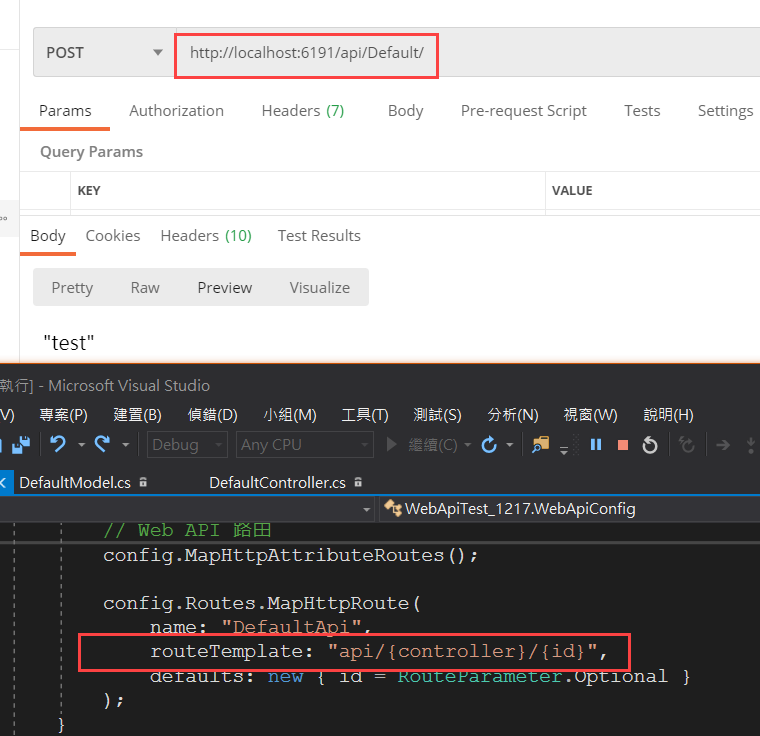 POST http://localhost:6191/api/Default/
Params Authorization Headers (7) Body Pre-request Script Tests Settings
Query Params
KEY VALUE
Body Cookies Headers (10) Test Results
Pretty Raw Preview Visualize
"test"
執行] - Microsoft Visual Studio
V) 專案(P) 建置(B) 偵錯(D) 小組(M) 工具(T) 測試(S) 分析(N) 視窗(W) 說明(H)
Debug Any CPU 繼續(C)
DefaultModel.cs DefaultController.cs
WebApiTest_1217.WebApiConfig
// Web API 路由
config.MapHttpAttributeRoutes();
config.Routes.MapHttpRoute(
name: "DefaultApi",
routeTemplate: "api/{controller}/{id}",
defaults: new { id = RouteParameter.Optional }
);
}